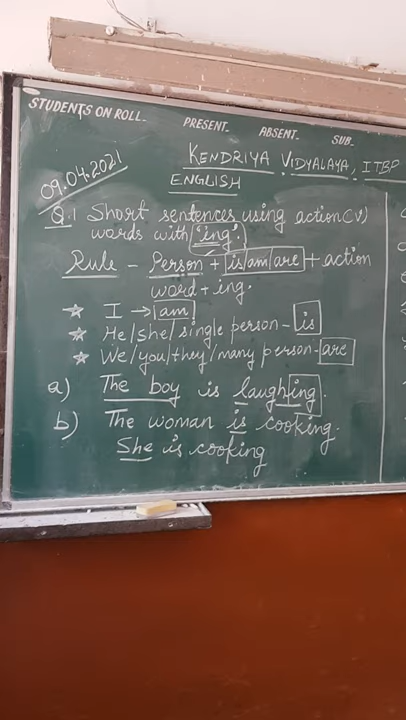 STUDENTS ON ROLL- PRESENT- ABSENT- SUB-
09.04.2021
KENDRIYA VIDYALAYA, ITBP
ENGLISH
Q.1 Short sentences using action (v)
words with 'ing'.
Rule - Person + is/am/are + action
word + ing.
★ I → am
★ He/she/single person - is
★ We/you/they/many person - are
a) The boy is laughing.
b) The woman is cooking.
She is cooking